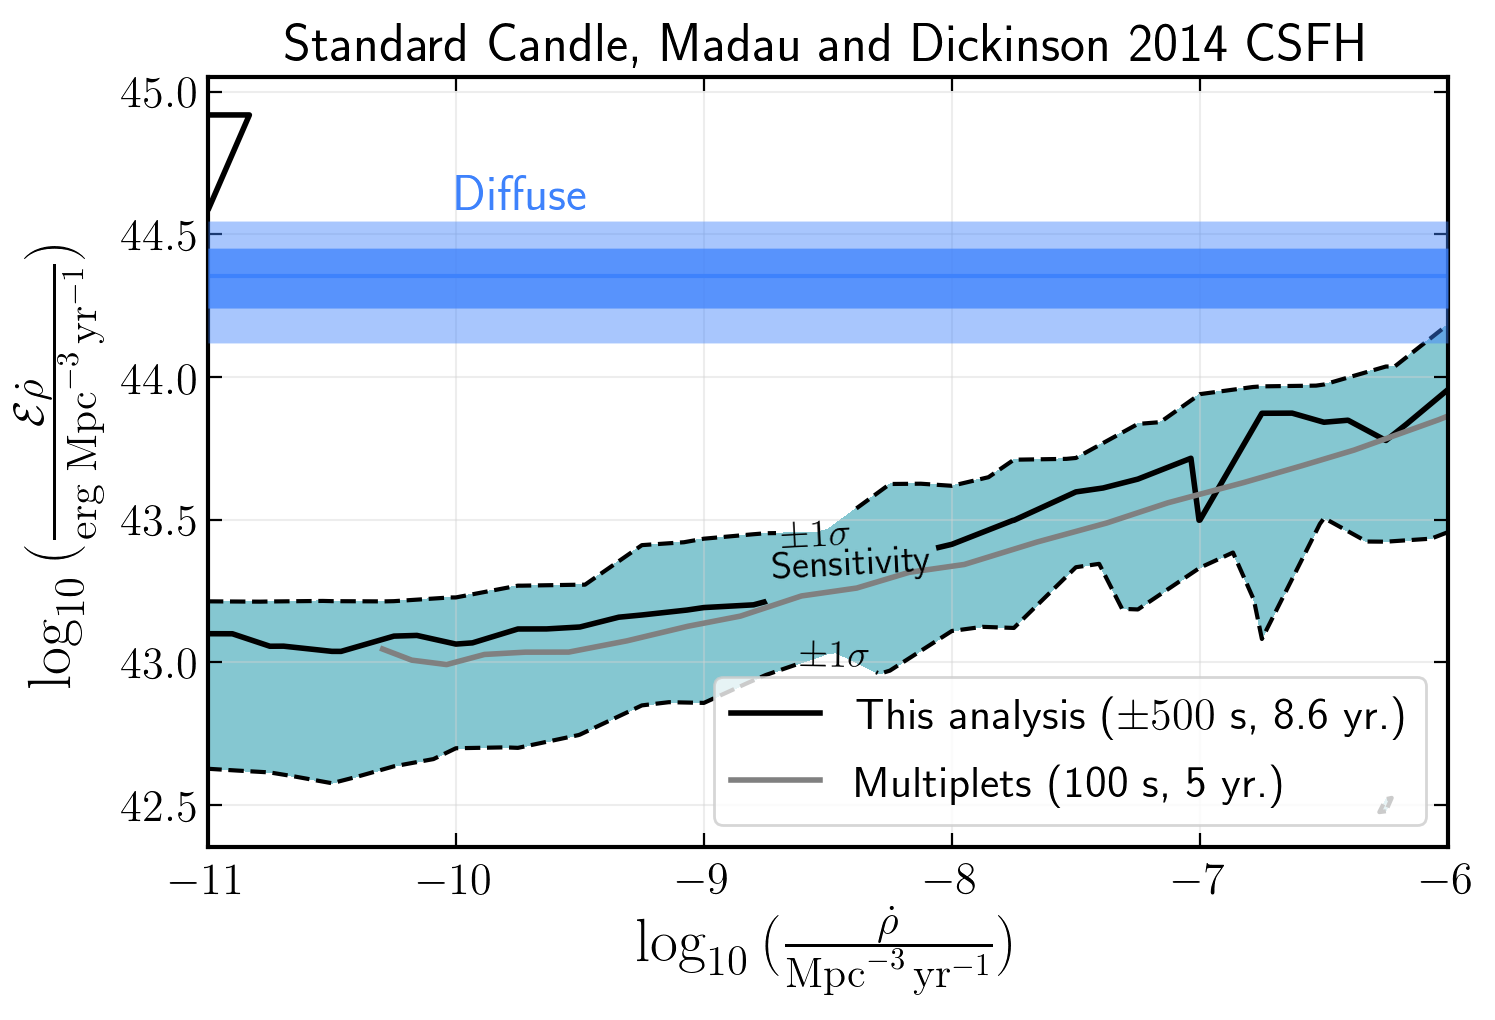 Standard Candle, Madau and Dickinson 2014 CSFH
45.0
44.5
44.0
43.5
43.0
42.5
log₁₀ (ℰρ̇ / erg Mpc⁻³ yr⁻¹)
Diffuse
±1σ
Sensitivity
±1σ
This analysis (±500 s, 8.6 yr.)
Multiplets (100 s, 5 yr.)
−11 −10 −9 −8 −7 −6
log₁₀ (ρ̇ / Mpc⁻³ yr⁻¹)